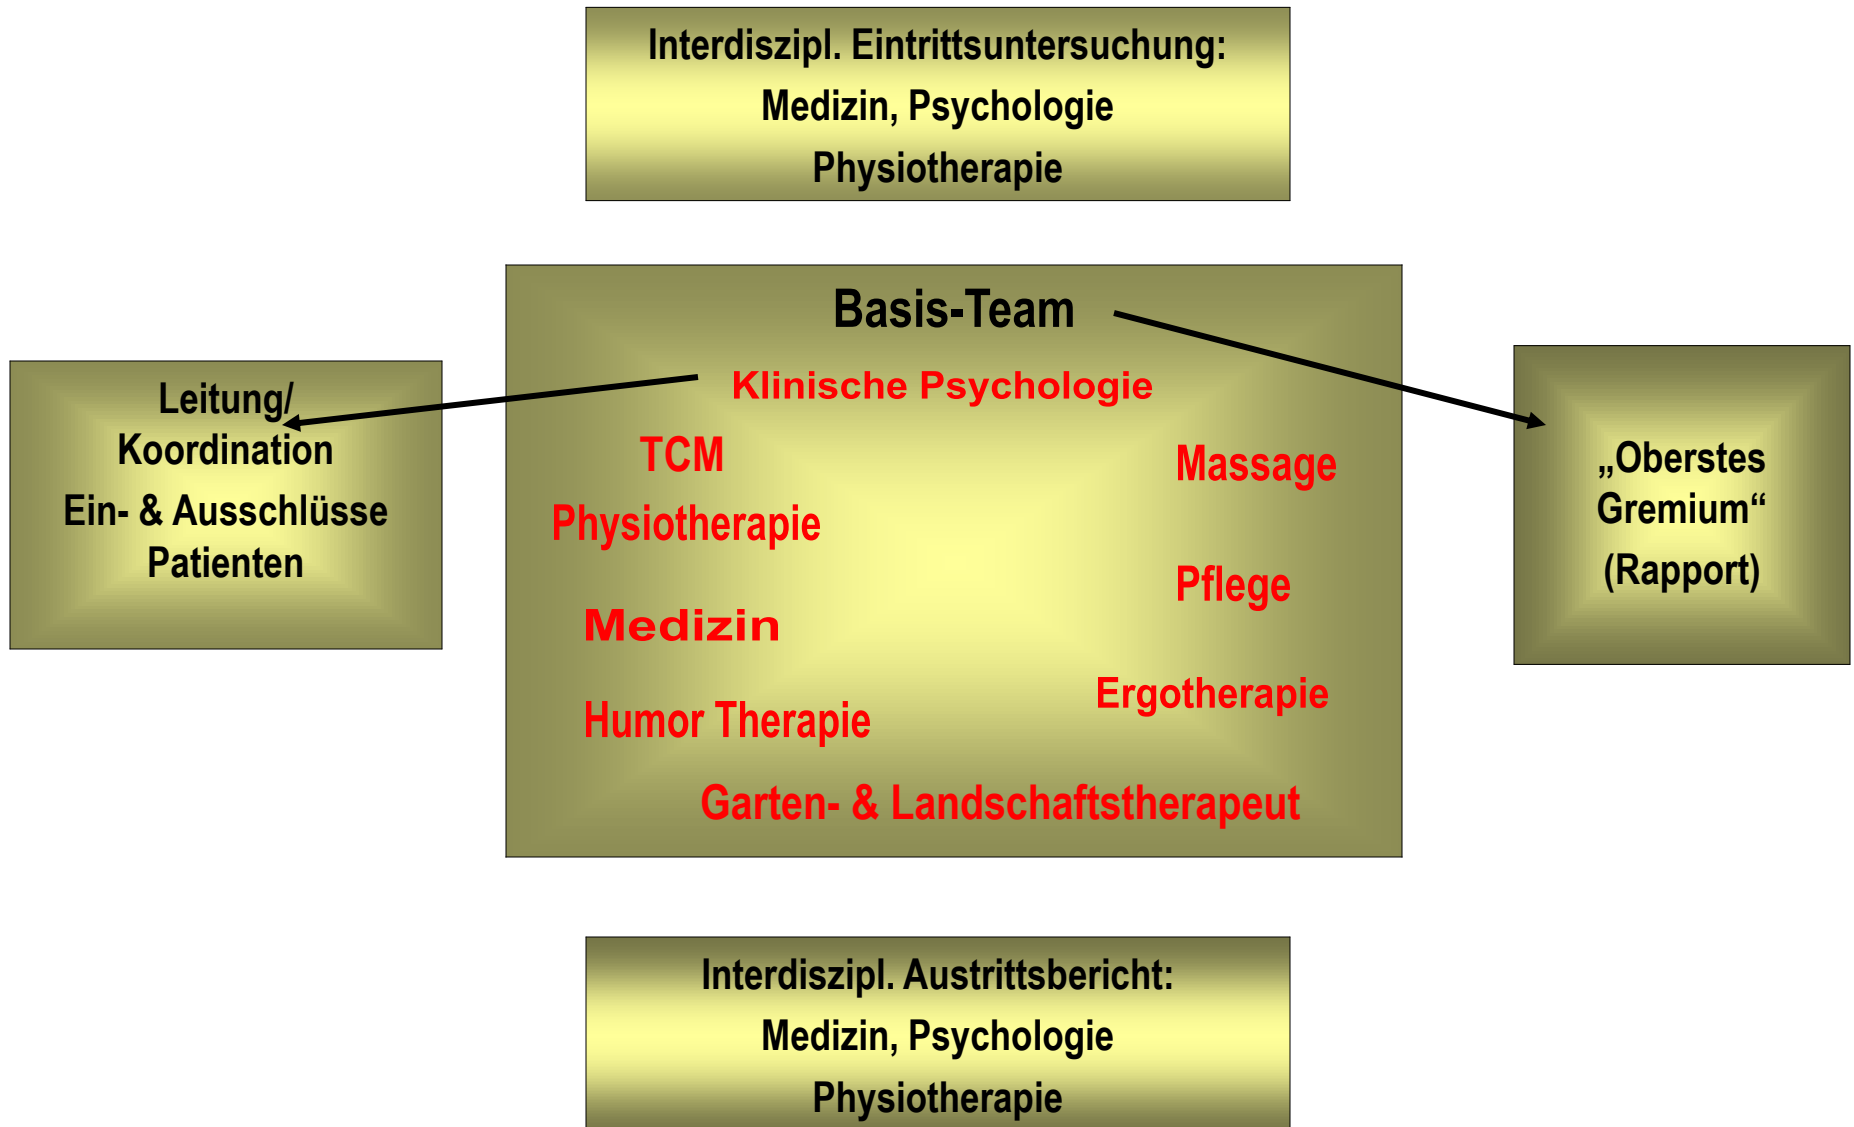 Interdiszipl. Eintrittsuntersuchung:
Medizin, Psychologie
Physiotherapie
Basis-Team
Klinische Psychologie
TCM
Massage
Physiotherapie
Pflege
Medizin
Ergotherapie
Humor Therapie
Garten- & Landschaftstherapeut
Leitung/
Koordination
Ein- & Ausschlüsse
Patienten
„Oberstes
Gremium“
(Rapport)
Interdiszipl. Austrittsbericht:
Medizin, Psychologie
Physiotherapie